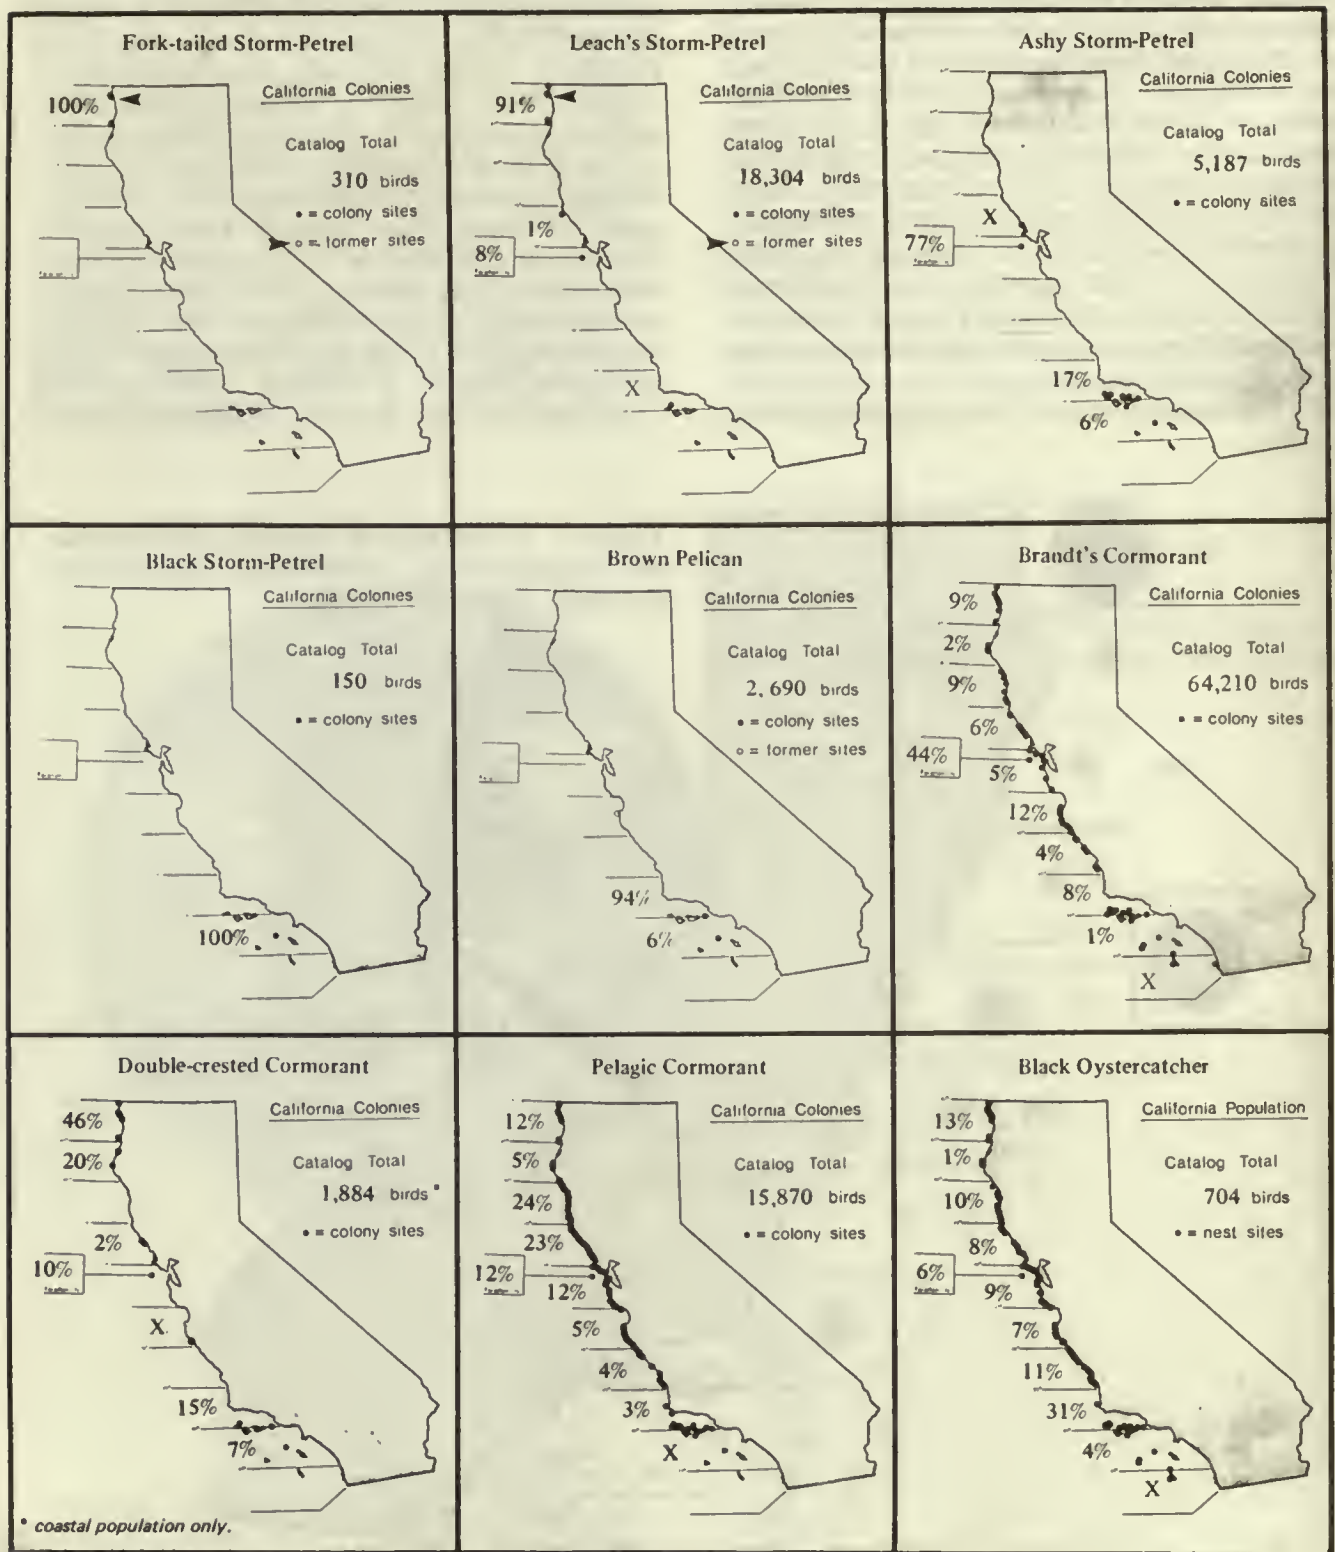 Fork-tailed Storm-Petrel
California Colonies
100%
Catalog Total
310 birds
• = colony sites
o = former sites
Leach's Storm-Petrel
California Colonies
91%
Catalog Total
18,304 birds
• = colony sites
o = former sites
1%
8%
X
Ashy Storm-Petrel
California Colonies
Catalog Total
5,187 birds
• = colony sites
X
77%
17%
6%
Black Storm-Petrel
California Colonies
Catalog Total
150 birds
• = colony sites
100%
Brown Pelican
California Colonies
Catalog Total
2,690 birds
• = colony sites
o = former sites
94%
6%
Brandt's Cormorant
California Colonies
9%
2%
Catalog Total
9%
64,210 birds
6%
• = colony sites
44%
5%
12%
4%
8%
1%
X
Double-crested Cormorant
California Colonies
46%
20%
Catalog Total
1,884 birds*
• = colony sites
2%
10%
X
15%
7%
* coastal population only.
Pelagic Cormorant
California Colonies
12%
5%
Catalog Total
24%
15,870 birds
23%
• = colony sites
12%
12%
5%
4%
3%
X
Black Oystercatcher
California Population
13%
1%
Catalog Total
10%
704 birds
8%
• = nest sites
6%
9%
7%
11%
31%
4%
X